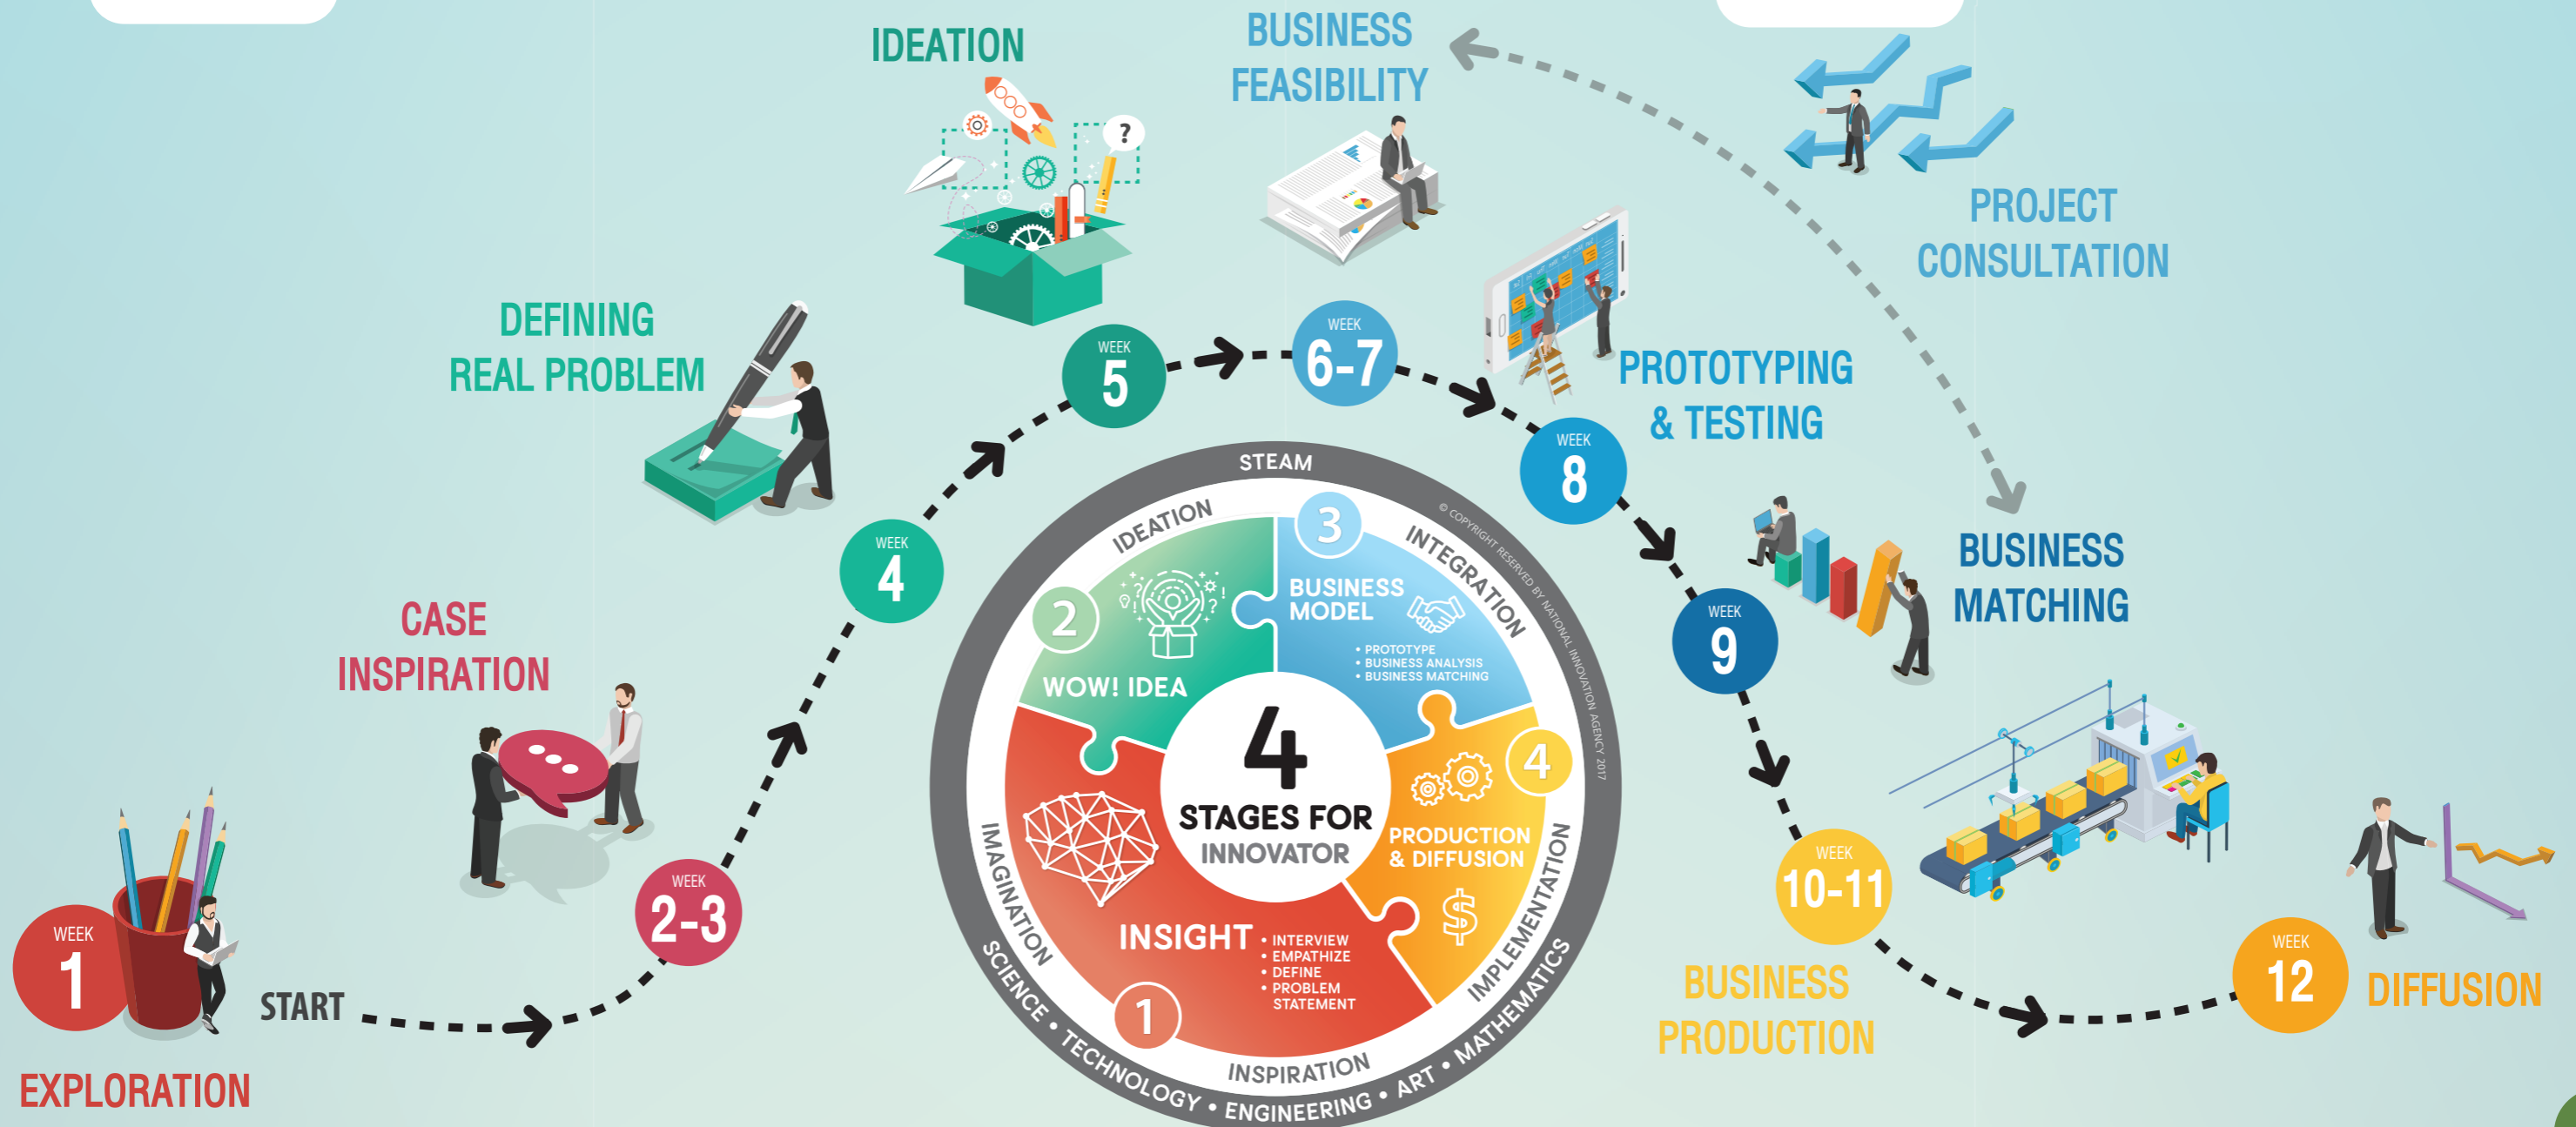 IDEATION
BUSINESS
FEASIBILITY
PROJECT
CONSULTATION
?
DEFINING
REAL PROBLEM
WEEK
5
WEEK
6-7
PROTOTYPING
& TESTING
WEEK
8
WEEK
4
CASE
INSPIRATION
BUSINESS
MATCHING
WEEK
9
WEEK
2-3
WEEK
1
START
EXPLORATION
WEEK
10-11
BUSINESS
PRODUCTION
WEEK
12
DIFFUSION
STEAM
© COPYRIGHT RESERVED BY NATIONAL INNOVATION AGENCY 2017
IDEATION
INTEGRATION
IMAGINATION
IMPLEMENTATION
INSPIRATION
SCIENCE • TECHNOLOGY • ENGINEERING • ART • MATHEMATICS
2
WOW! IDEA
3
BUSINESS
MODEL
• PROTOTYPE
• BUSINESS ANALYSIS
• BUSINESS MATCHING
4
STAGES FOR
INNOVATOR
4
PRODUCTION
& DIFFUSION
$
INSIGHT
• INTERVIEW
• EMPATHIZE
• DEFINE
• PROBLEM
STATEMENT
1